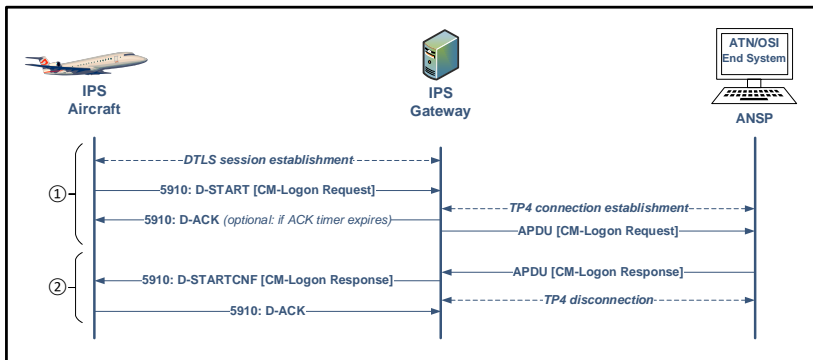 ATN/OSI
End System
IPS
Aircraft
IPS
Gateway
ANSP
①
DTLS session establishment
5910: D-START [CM-Logon Request]
TP4 connection establishment
5910: D-ACK (optional: if ACK timer expires)
APDU [CM-Logon Request]
②
APDU [CM-Logon Response]
5910: D-STARTCNF [CM-Logon Response]
TP4 disconnection
5910: D-ACK